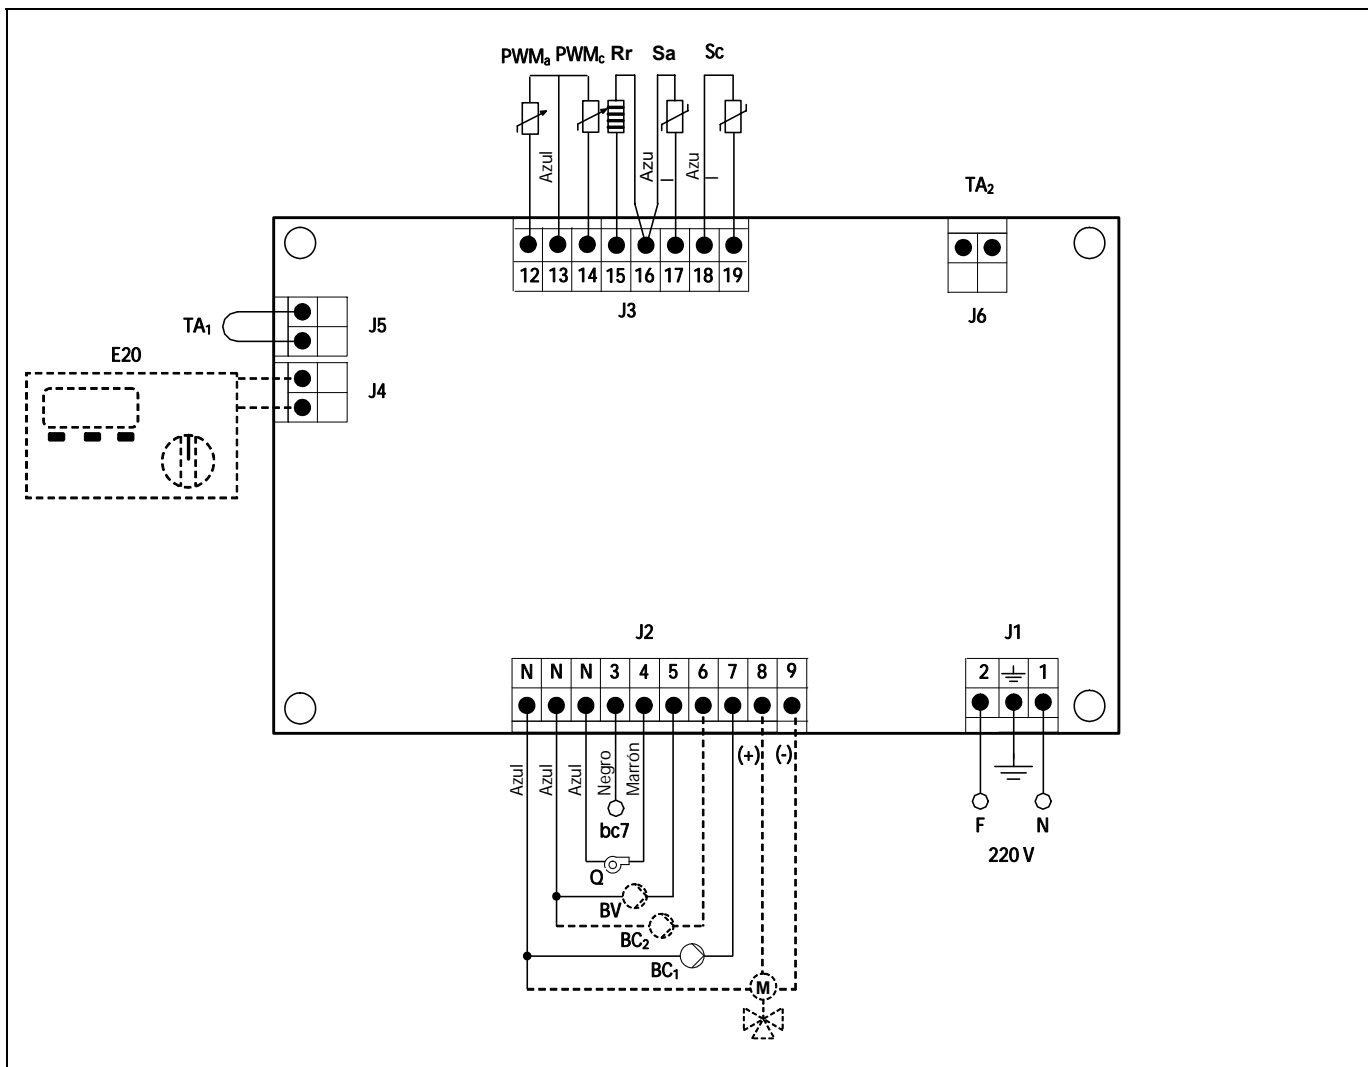 PWMa PWMc Rr Sa Sc
Azul
Azu
l
Azu
l
TA2
12 13 14 15 16 17 18 19
J3
J6
TA1
J5
E20
J4
J2
J1
N N N 3 4 5 6 7 8 9
2 1
Azul
Azul
Azul
Negro
Marrón
(+) (-)
bc7
F N
220 V
Q
BV
BC2
BC1
M